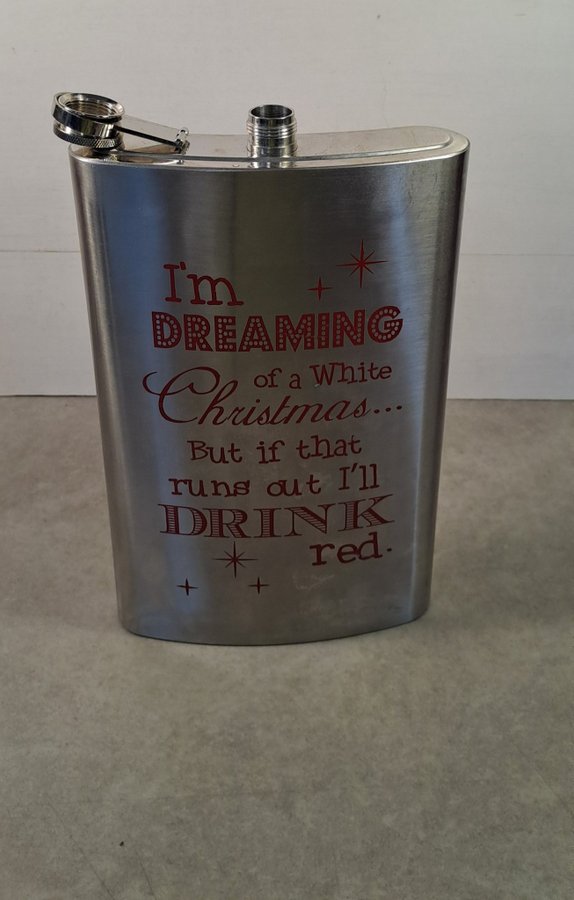 I'm
DREAMING
of a White
Christmas...
But if that
runs out I'll
DRINK
red.